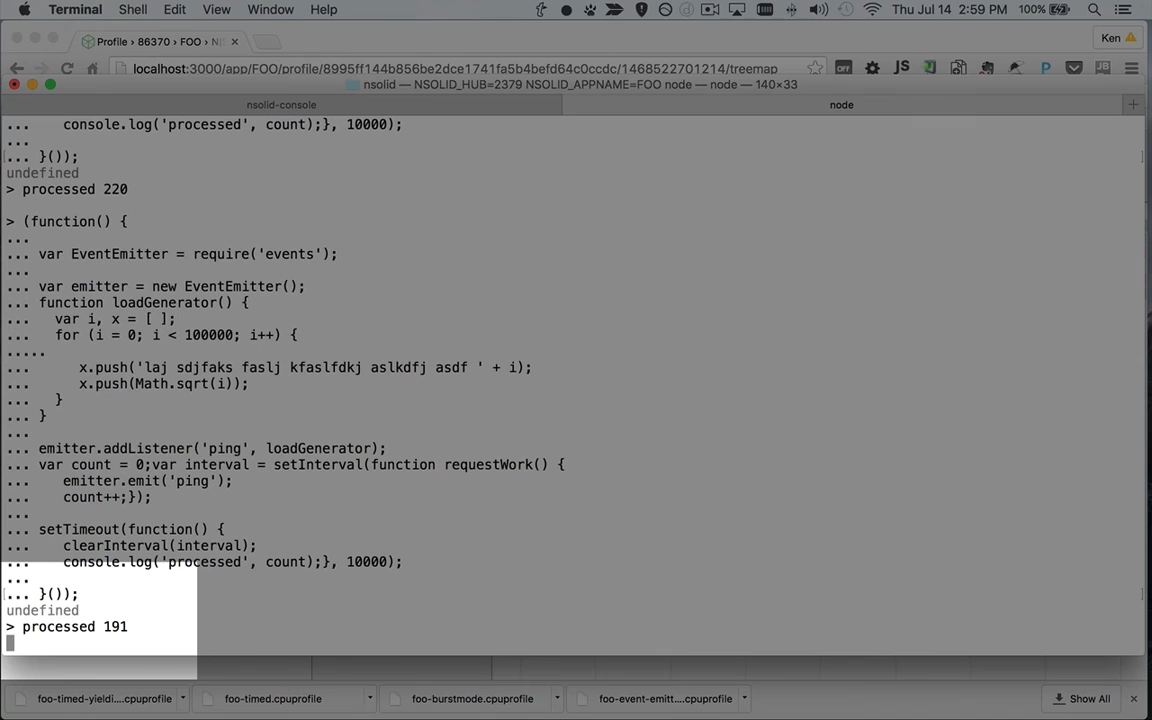 Terminal Shell Edit View Window Help Thu Jul 14 2:59 PM 100%
Profile › 86370 › FOO › N|S
Ken
localhost:3000/app/FOO/profile/8995ff144b856be2dce1741fa5b4befd64c0ccdc/1468522701214/treemap OFF JS P JB
nsolid — NSOLID_HUB=2379 NSOLID_APPNAME=FOO node — node — 140×33
nsolid-console node +
... console.log('processed', count);}, 10000);
...
[... }()); ]
undefined
> processed 220
> (function() {
...
... var EventEmitter = require('events');
...
... var emitter = new EventEmitter();
... function loadGenerator() {
... var i, x = [ ];
... for (i = 0; i < 100000; i++) {
.....
... x.push('laj sdjfaks faslj kfaslfdkj aslkdfj asdf ' + i);
... x.push(Math.sqrt(i));
... }
... }
...
... emitter.addListener('ping', loadGenerator);
... var count = 0;var interval = setInterval(function requestWork() {
... emitter.emit('ping');
... count++;});
...
... setTimeout(function() {
... clearInterval(interval);
... console.log('processed', count);}, 10000);
...
[... }()); ]
undefined
> processed 191
foo-timed-yieldi....cpuprofile foo-timed.cpuprofile foo-burstmode.cpuprofile foo-event-emitt....cpuprofile Show All